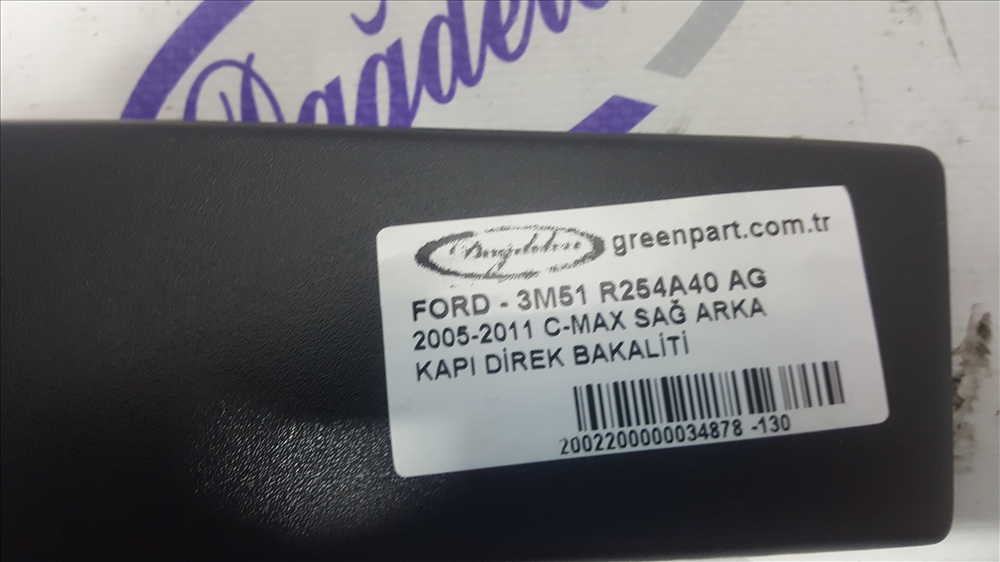 greenpart.com.tr
FORD - 3M51 R254A40 AG
2005-2011 C-MAX SAĞ ARKA
KAPI DİREK BAKALİTİ
2002200000034878 -130